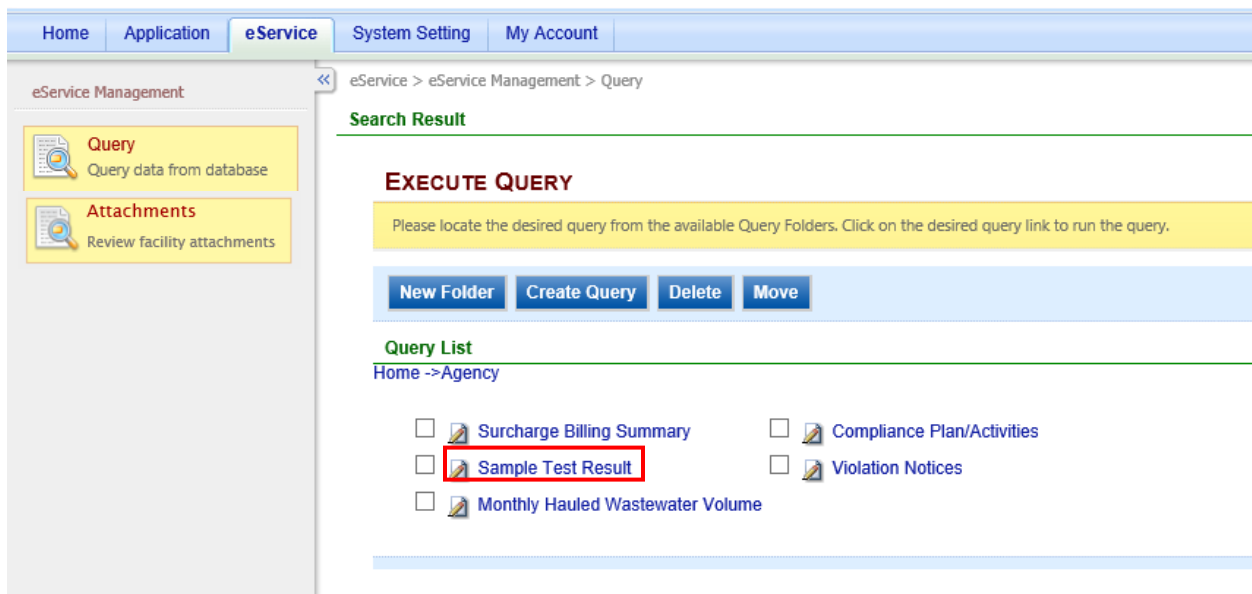 Home Application eService System Setting My Account
eService Management
Query
Query data from database
Attachments
Review facility attachments
« eService > eService Management > Query
Search Result
EXECUTE QUERY
Please locate the desired query from the available Query Folders. Click on the desired query link to run the query.
New Folder Create Query Delete Move
Query List
Home ->Agency
Surcharge Billing Summary Compliance Plan/Activities
Sample Test Result Violation Notices
Monthly Hauled Wastewater Volume